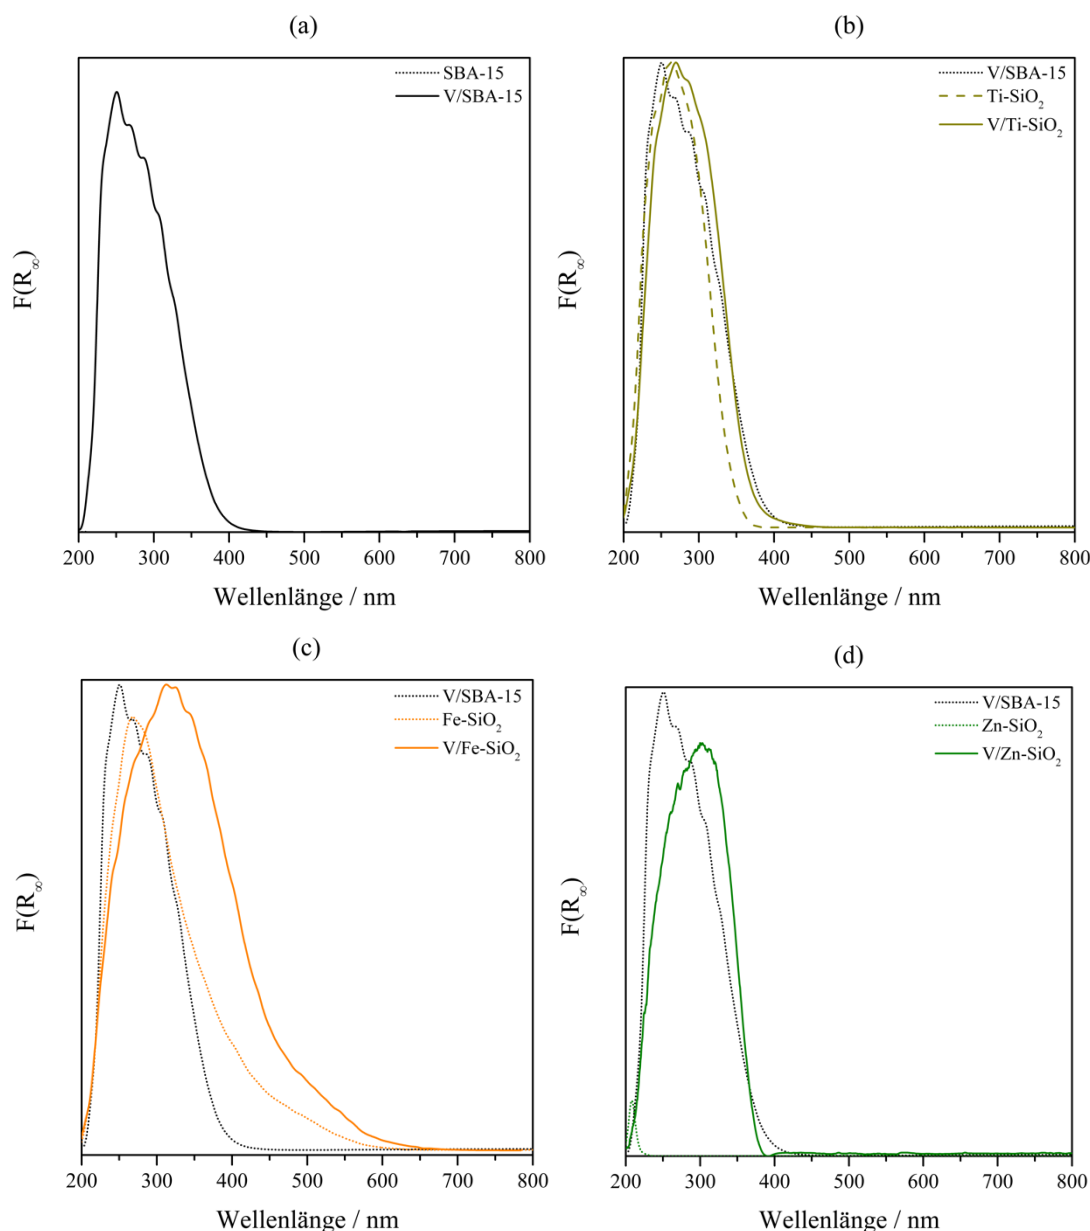 (a)
SBA-15
V/SBA-15
F(R∞)
200 300 400 500 600 700 800
Wellenlänge / nm
(b)
V/SBA-15
Ti-SiO₂
V/Ti-SiO₂
F(R∞)
200 300 400 500 600 700 800
Wellenlänge / nm
(c)
V/SBA-15
Fe-SiO₂
V/Fe-SiO₂
F(R∞)
200 300 400 500 600 700 800
Wellenlänge / nm
(d)
V/SBA-15
Zn-SiO₂
V/Zn-SiO₂
F(R∞)
200 300 400 500 600 700 800
Wellenlänge / nm